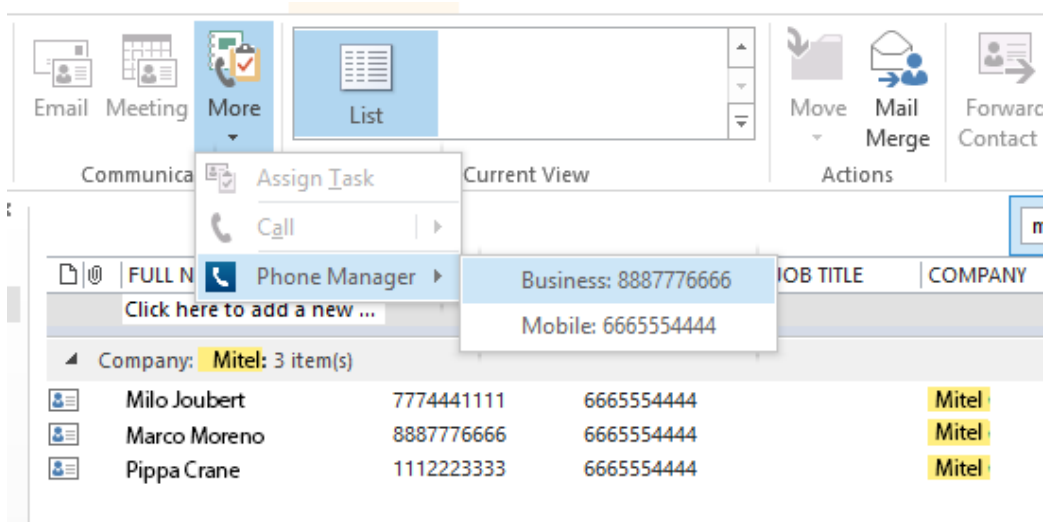 Email Meeting More
List
Move Mail Merge Forward Contact
Communica
Current View
Actions
Assign Task
Call
Phone Manager
Business: 8887776666
Mobile: 6665554444
FULL N JOB TITLE COMPANY
Click here to add a new ...
Company: Mitel: 3 item(s)
Milo Joubert 7774441111 6665554444 Mitel
Marco Moreno 8887776666 6665554444 Mitel
Pippa Crane 1112223333 6665554444 Mitel